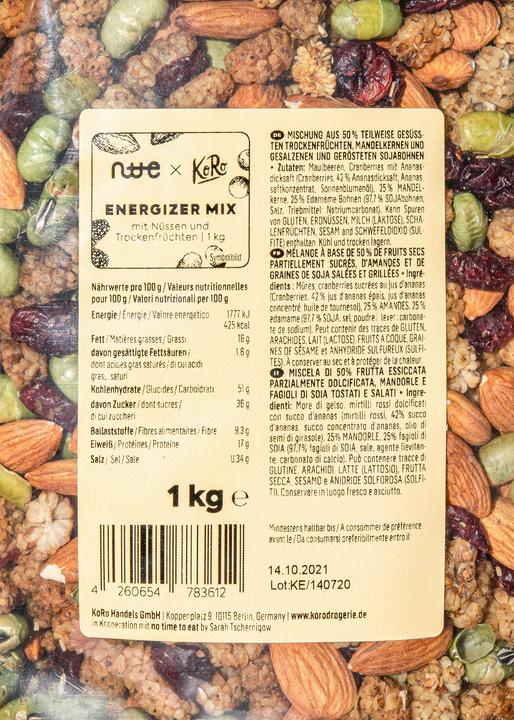 nue x KoRo
ENERGIZER MIX
mit Nüssen und
Trockenfrüchten | 1 kg
Symbolbild
Nährwerte pro 100 g / Valeurs nutritionnelles
pour 100 g / Valori nutrizionali per 100 g
Energie / Énergie / Valore energetico 1777 kJ
425 kcal
Fett / Matières grasses / Grassi 16 g
davon gesättigte Fettsäuren / 1.6 g
dont acides gras saturés / di cui acidi
grassi saturi
Kohlenhydrate / Glucides / Carboidrati 51 g
davon Zucker / dont sucres / 36 g
di cui zuccheri
Ballaststoffe / Fibres alimentaires / Fibre 9.3 g
Eiweiß / Protéines / Proteine 17 g
Salz / Sel / Sale 0.34 g
1 kg e
4 260654 783612
KoRo Handels GmbH | Koppenplatz 9, 10115 Berlin, Germany | www.korodrogerie.de
in Kooperation mit no time to eat by Sarah Tschernigow
DE MISCHUNG AUS 50 % TEILWEISE GESÜSS-
TEN TROCKENFRÜCHTEN, MANDELKERNEN UND
GESALZENEN UND GERÖSTETEN SOJABOHNEN
• Zutaten: Maulbeeren, Cranberries mit Ananas-
dicksaft (Cranberries, 42 % Ananasdicksaft, Ananas-
saftkonzentrat, Sonnenblumenöl), 25 % MANDEL-
kerne, 25 % Edamame Bohnen (97,7 % SOJAbohnen,
Salz, Triebmittel: Natriumcarbonat). Kann Spuren
von GLUTEN, ERDNÜSSEN, MILCH (LAKTOSE), SCHA-
LENFRÜCHTEN, SESAM und SCHWEFELDIOXID (SUL-
FITE) enthalten. Kühl und trocken lagern.
FR MÉLANGE À BASE DE 50 % DE FRUITS SECS
PARTIELLEMENT SUCRÉS, D'AMANDES ET DE
GRAINES DE SOJA SALÉES ET GRILLÉES • Ingré-
dients : Mûres, cranberries sucrées au jus d'ananas
(Cranberries, 42 % jus d'ananas épais, jus d'ananas
concentré, huile de tournesol), 25 % AMANDES, 25 %
edamame (97,7 % SOJA, sel, poudre à lever: carbona-
te de sodium). Peut contenir des traces de GLUTEN,
ARACHIDES, LAIT (LACTOSE), FRUITS À COQUE, GRAI-
NES DE SÉSAME et ANHYDRIDE SULFUREUX (SULFI-
TES). À conserver au sec et à protéger de la chaleur.
IT MISCELA DI 50% FRUTTA ESSICCATA
PARZIALMENTE DOLCIFICATA, MANDORLE E
FAGIOLI DI SOIA TOSTATI E SALATI • Ingre-
dienti: More di gelso, mirtilli rossi dolcificati
con succo d'ananas (mirtilli rossi, 42% succo
d'ananas, succo concentrato d'ananas, olio di
semi di girasole), 25% MANDORLE, 25% fagioli di
SOIA (97,7% fagioli di SOIA, sale, agente lievitan-
te: carbonato di calcio). Può contenere tracce di
GLUTINE, ARACHIDI, LATTE (LATTOSIO), FRUTTA
SECCA, SESAMO e ANIDRIDE SOLFOROSA (SOLFI-
TI). Conservare in luogo fresco e asciutto.
Mindestens haltbar bis / À consommer de préférence
avant le / Da consumarsi preferibilmente entro il:
14.10.2021
Lot:KE/140720